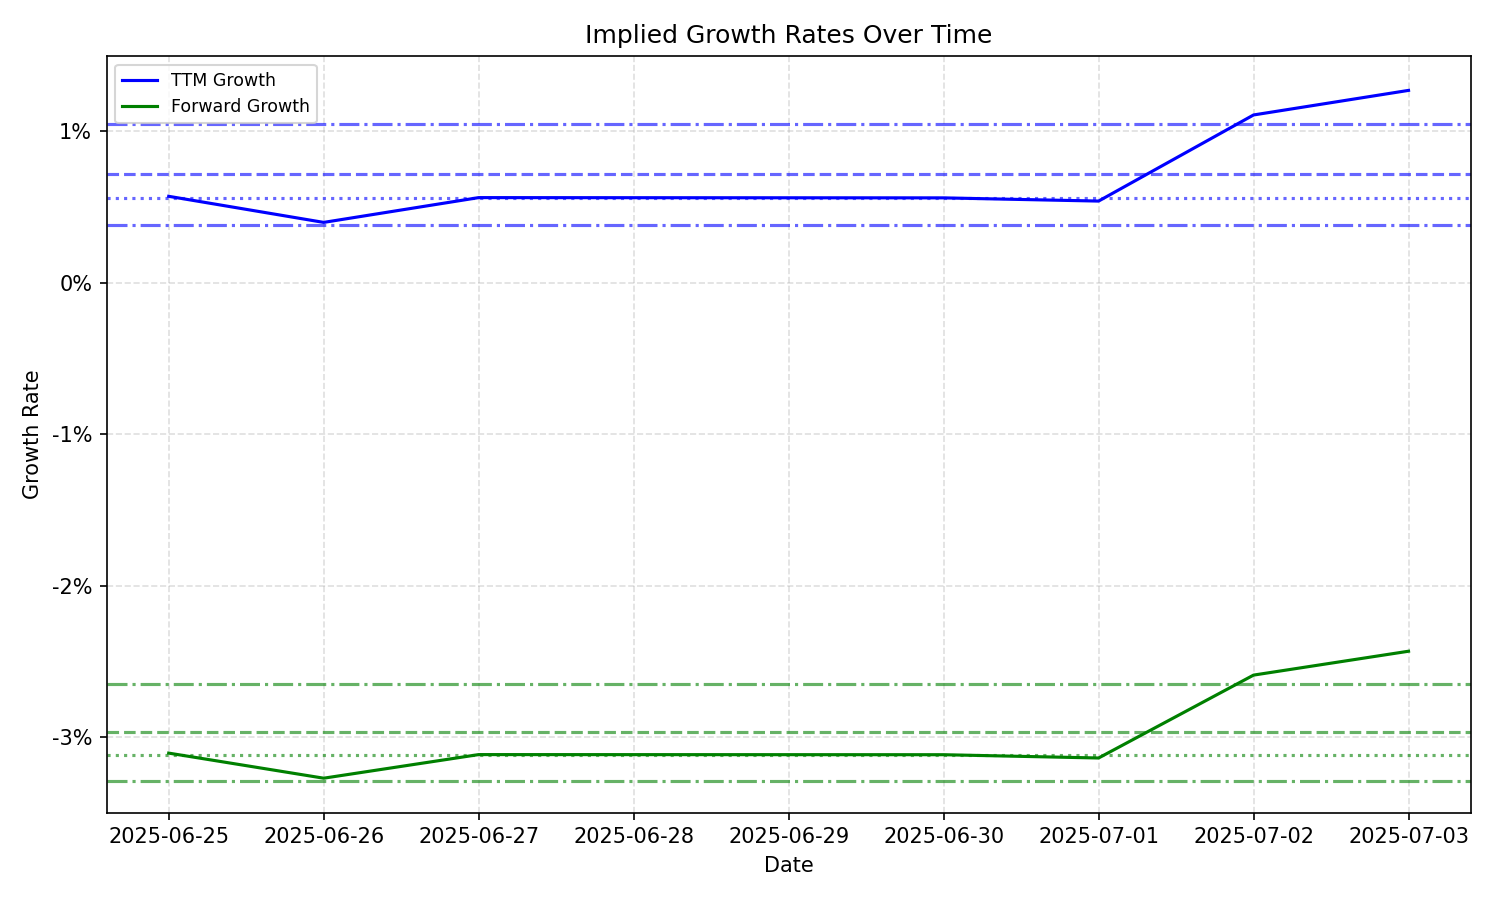 Implied Growth Rates Over Time
TTM Growth
Forward Growth
1%
0%
-1%
-2%
-3%
Growth Rate
2025-06-25
2025-06-26
2025-06-27
2025-06-28
2025-06-29
2025-06-30
2025-07-01
2025-07-02
2025-07-03
Date